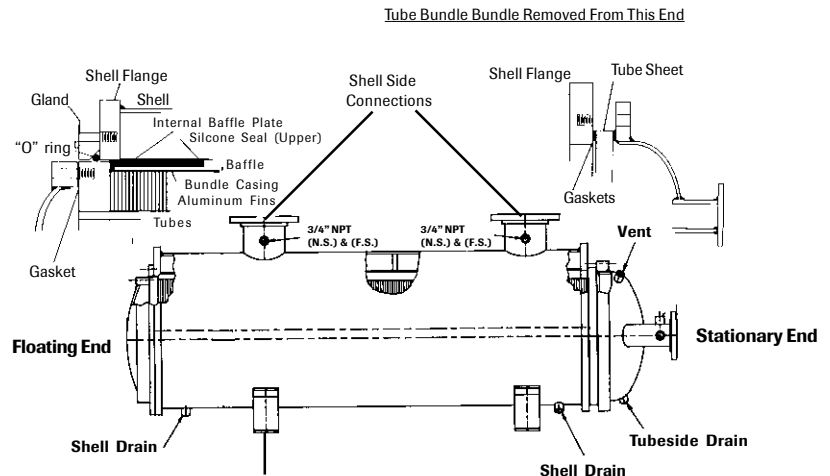 Tube Bundle Bundle Removed From This End
Shell Flange
Gland
Shell
Internal Baffle Plate
Silcone Seal (Upper)
“O” ring
Baffle
Bundle Casing
Aluminum Fins
Tubes
Gasket
Shell Side
Connections
Shell Flange
Tube Sheet
Gaskets
3/4” NPT
(N.S.) & (F.S.)
3/4” NPT
(N.S.) & (F.S.)
Vent
Floating End
Stationary End
Shell Drain
Tubeside Drain
Shell Drain